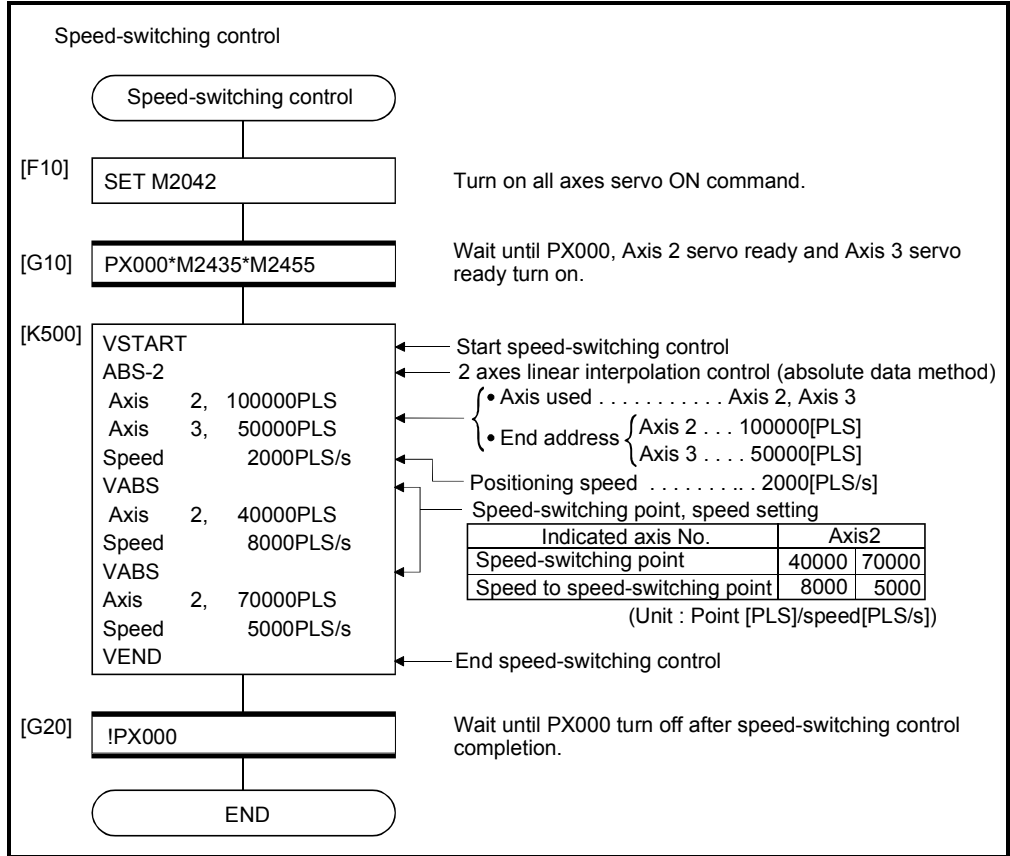 Speed-switching control
Speed-switching control
[F10]
SET M2042
Turn on all axes servo ON command.
[G10]
PX000*M2435*M2455
Wait until PX000, Axis 2 servo ready and Axis 3 servo
ready turn on.
[K500]
VSTART
ABS-2
Axis 2, 100000PLS
Axis 3, 50000PLS
Speed 2000PLS/s
VABS
Axis 2, 40000PLS
Speed 8000PLS/s
VABS
Axis 2, 70000PLS
Speed 5000PLS/s
VEND
Start speed-switching control
2 axes linear interpolation control (absolute data method)
• Axis used . . . . . . . . . . . Axis 2, Axis 3
• End address
Axis 2 . . . 100000[PLS]
Axis 3 . . . . 50000[PLS]
Positioning speed . . . . . . . . . . 2000[PLS/s]
Speed-switching point, speed setting
Indicated axis No. Axis2
Speed-switching point 40000 70000
Speed to speed-switching point 8000 5000
(Unit : Point [PLS]/speed[PLS/s])
End speed-switching control
[G20]
!PX000
Wait until PX000 turn off after speed-switching control
completion.
END